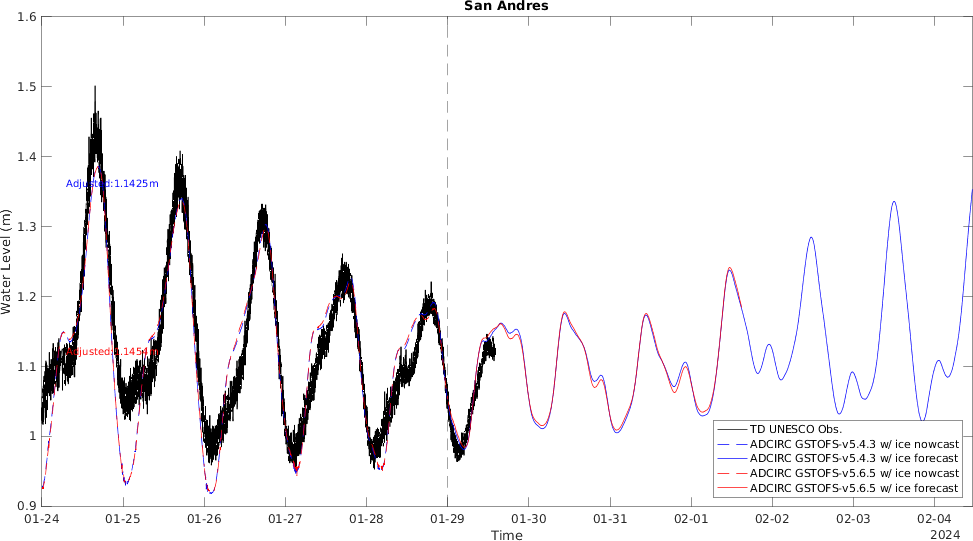 San Andres
1.6
1.5
1.4
1.3
1.2
1.1
1
0.9
Water Level (m)
Adjusted:1.1425m
Adjusted:1.1454m
01-24
01-25
01-26
01-27
01-28
01-29
01-30
01-31
02-01
02-02
02-03
02-04
Time
2024
TD UNESCO Obs.
ADCIRC GSTOFS-v5.4.3 w/ ice nowcast
ADCIRC GSTOFS-v5.4.3 w/ ice forecast
ADCIRC GSTOFS-v5.6.5 w/ ice nowcast
ADCIRC GSTOFS-v5.6.5 w/ ice forecast